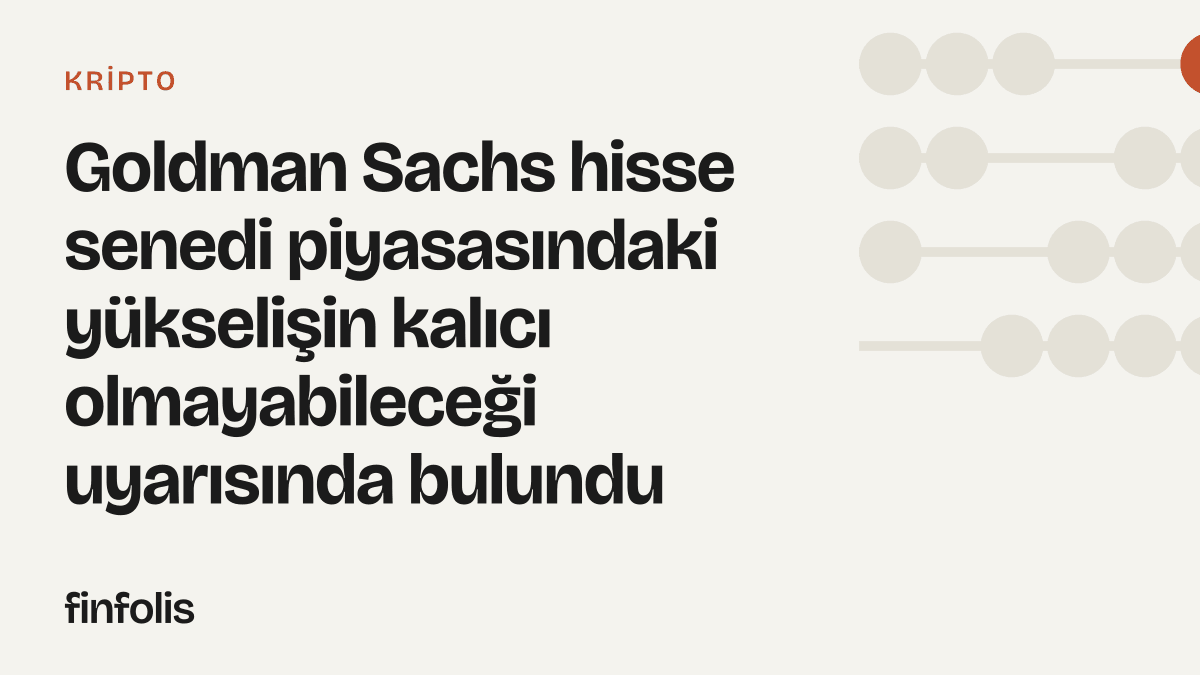 KRİPTO
Goldman Sachs hisse
senedi piyasasındaki
yükselişin kalıcı
olmayabileceği
uyarısında bulundu
finfolis